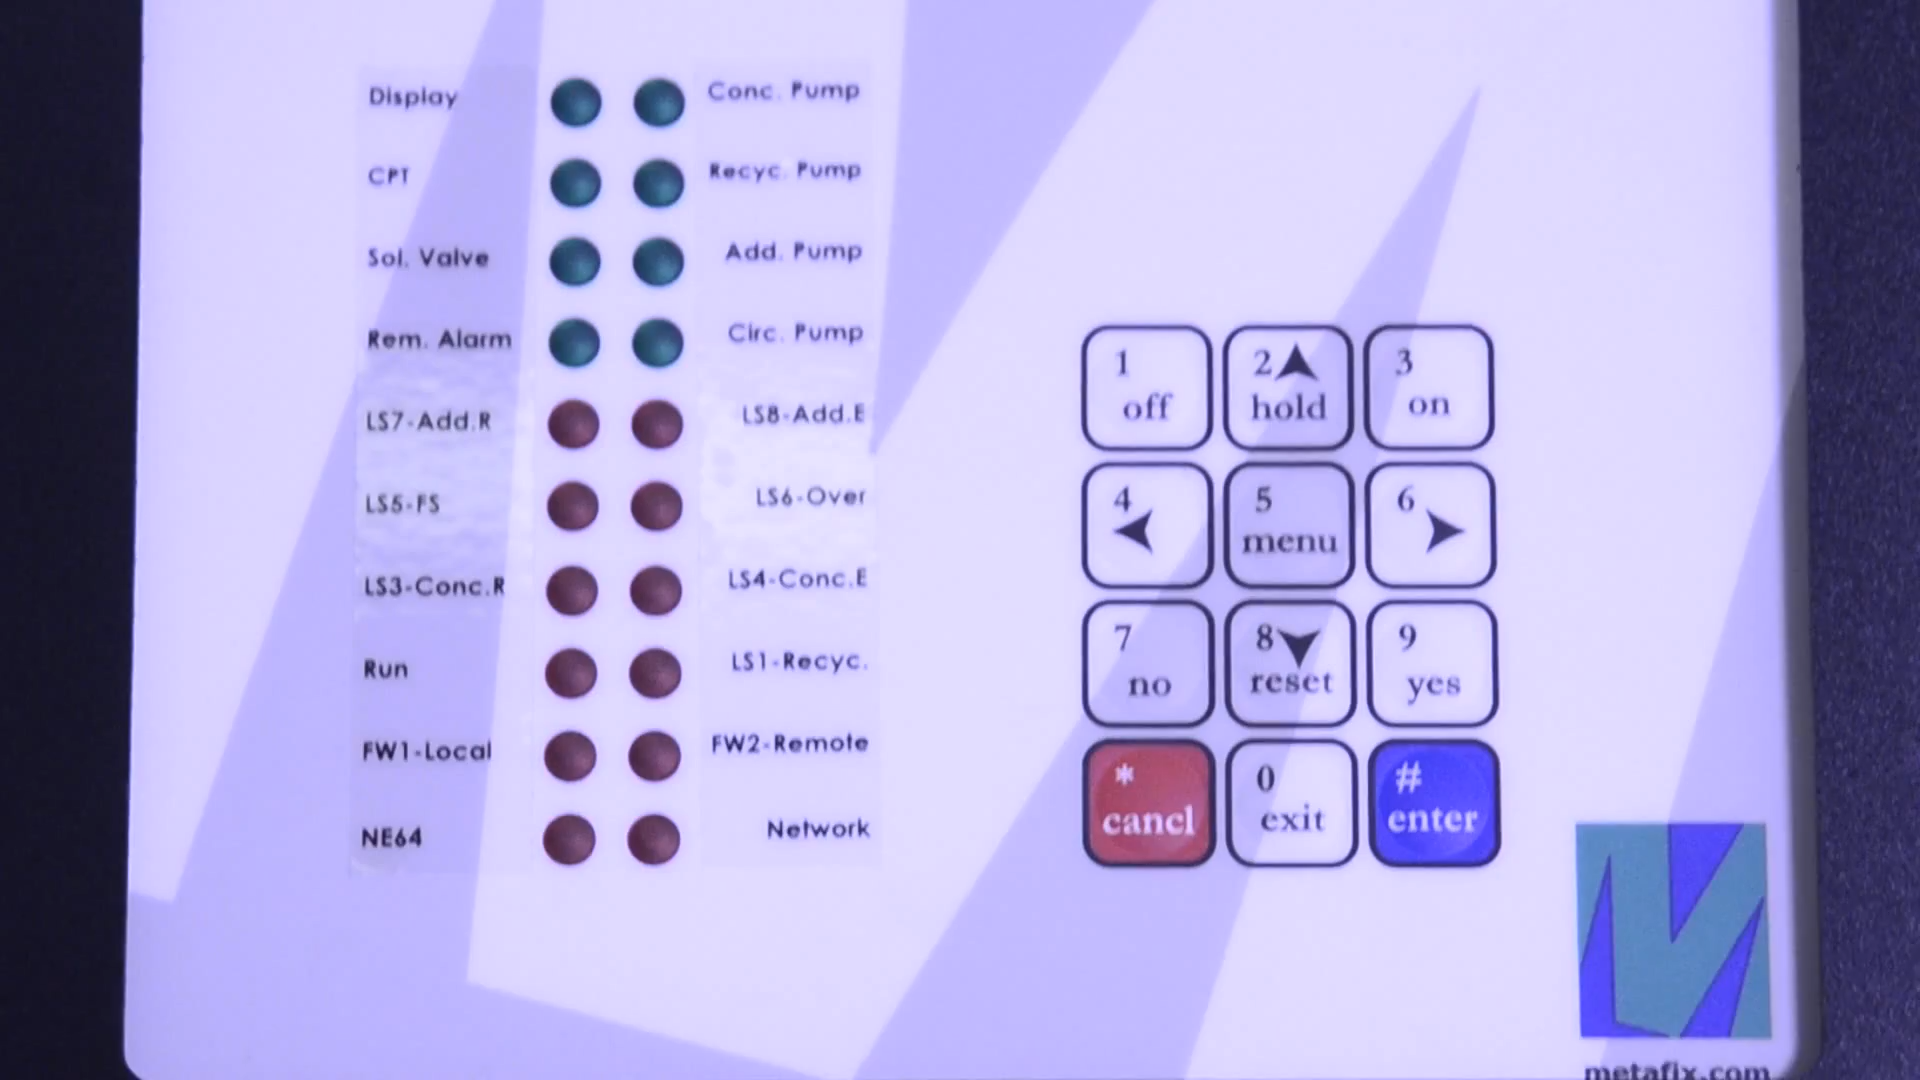 Display Conc. Pump
CPT Recyc. Pump
Sol. Valve Add. Pump
Rem. Alarm Circ. Pump
LS7-Add.R LS8-Add.E
LS5-FS LS6-Over
LS3-Conc.R LS4-Conc.E
Run LS1-Recyc.
FW1-Local FW2-Remote
NE64 Network
1 2 3
off hold on
4 5 6
menu
7 8 9
no reset yes
* 0 #
cancl exit enter
metafix.com